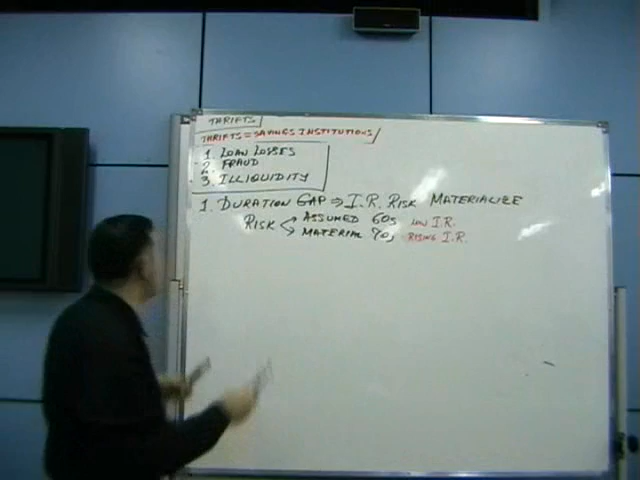 THRIFTS
THRIFTS = SAVINGS INSTITUTIONS
1. LOAN LOSSES
2. FRAUD
3. ILLIQUIDITY
1. DURATION GAP ⇒ I.R. RISK MATERIALIZE
RISK ASSUMED 60s LOW I.R.
MATERIAL 70s RISING I.R.